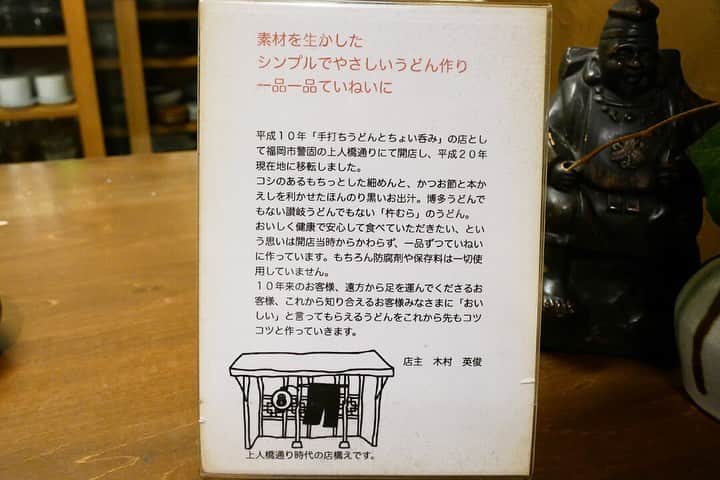 素材を生かした
シンプルでやさしいうどん作り
一品一品ていねいに
平成１０年「手打ちうどんとちょい呑み」の店とし
て福岡市警固の上人橋通りにて開店し、平成２０年
現在地に移転しました。
コシのあるもちっとした細めんと、かつお節と本か
えしを利かせたほんのり黒いお出汁。博多うどんで
もない讃岐うどんでもない「杵むら」のうどん。
おいしく健康で安心して食べていただきたい、とい
う思いは開店当時からかわらず、一品ずつていねい
に作っています。もちろん防腐剤や保存料は一切使
用していません。
１０年来のお客様、遠方から足を運んでくださるお
客様、これから知り合えるお客様みなさまに「おい
しい」と言ってもらえるうどんをこれから先もコツ
コツと作っていきます。
店主　木村　英俊
上人橋通り時代の店構えです。